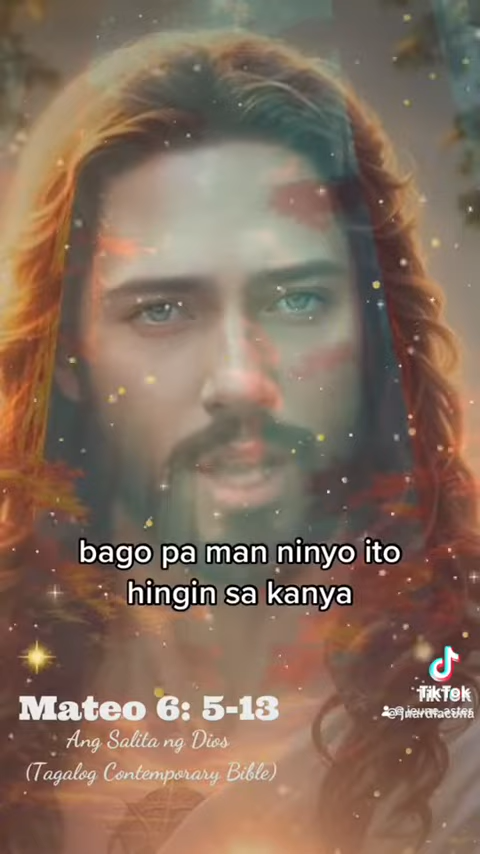 bago pa man ninyo ito
hingin sa kanya
TikTok
Mateo 6: 5-13
Ang Salita ng Dios
(Tagalog Contemporary Bible)